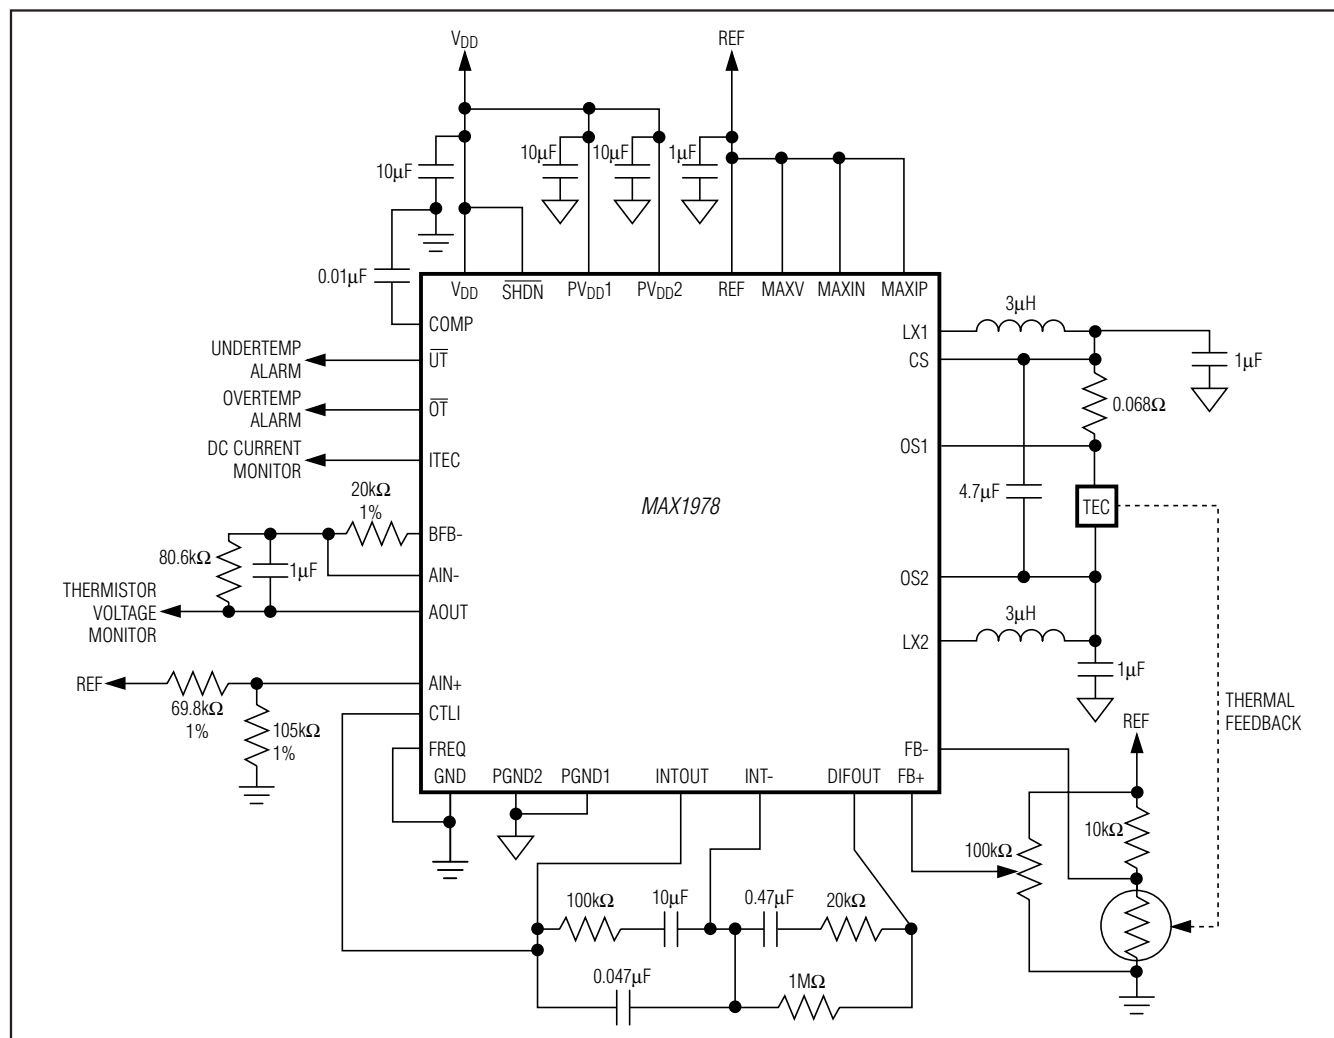 VDD
REF
10µF
10µF
10µF
1µF
0.01µF
VDD
SHDN
PVDD1
PVDD2
REF
MAXV
MAXIN
MAXIP
COMP
UNDERTEMP
ALARM
UT
OVERTEMP
ALARM
OT
DC CURRENT
MONITOR
ITEC
20kΩ
1%
BFB-
80.6kΩ
1µF
AIN-
THERMISTOR
VOLTAGE
MONITOR
AOUT
REF
69.8kΩ
1%
AIN+
105kΩ
1%
CTLI
FREQ
GND
PGND2
PGND1
INTOUT
INT-
DIFOUT
FB+
FB-
MAX1978
LX1
3µH
CS
1µF
0.068Ω
OS1
4.7µF
TEC
OS2
3µH
LX2
1µF
THERMAL
FEEDBACK
REF
10kΩ
100kΩ
100kΩ
10µF
0.47µF
20kΩ
0.047µF
1MΩ